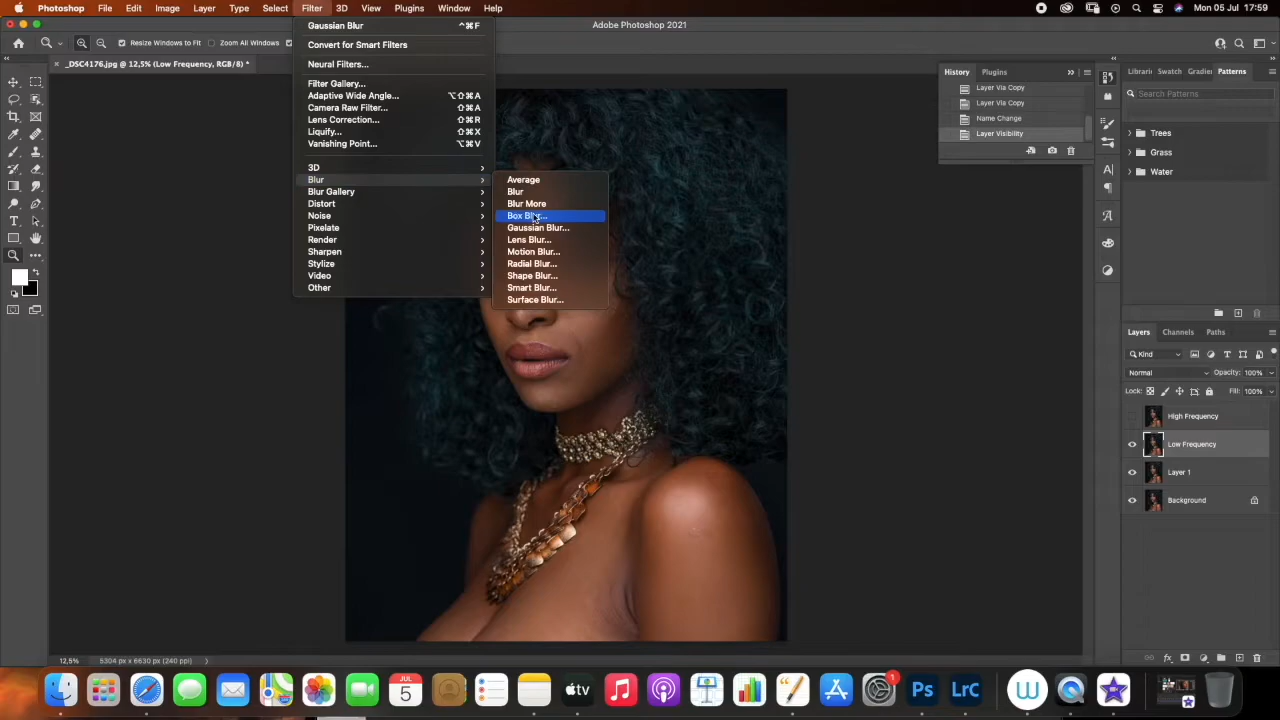 Photoshop File Edit Image Layer Type Select Filter 3D View Plugins Window Help Mon 05 Jul 17:59
Adobe Photoshop 2021
Resize Windows to Fit Zoom All Windows
_DSC4176.jpg @ 12,5% (Low Frequency, RGB/8) *
Gaussian Blur ^⌘F
Convert for Smart Filters
Neural Filters...
Filter Gallery...
Adaptive Wide Angle... ⌥⇧⌘A
Camera Raw Filter... ⇧⌘A
Lens Correction... ⇧⌘R
Liquify... ⇧⌘X
Vanishing Point... ⌥⌘V
3D
Blur
Blur Gallery
Distort
Noise
Pixelate
Render
Sharpen
Stylize
Video
Other
Average
Blur
Blur More
Box Blur...
Gaussian Blur...
Lens Blur...
Motion Blur...
Radial Blur...
Shape Blur...
Smart Blur...
Surface Blur...
History Plugins
Layer Via Copy
Layer Via Copy
Name Change
Layer Visibility
Librari Swatch Gradier Patterns
Search Patterns
Trees
Grass
Water
Layers Channels Paths
Kind
Normal Opacity: 100%
Lock: Fill: 100%
High Frequency
Low Frequency
Layer 1
Background
12,5% 5304 px x 6630 px (240 ppi)
JUL
5
tv
1
Ps
LrC
W